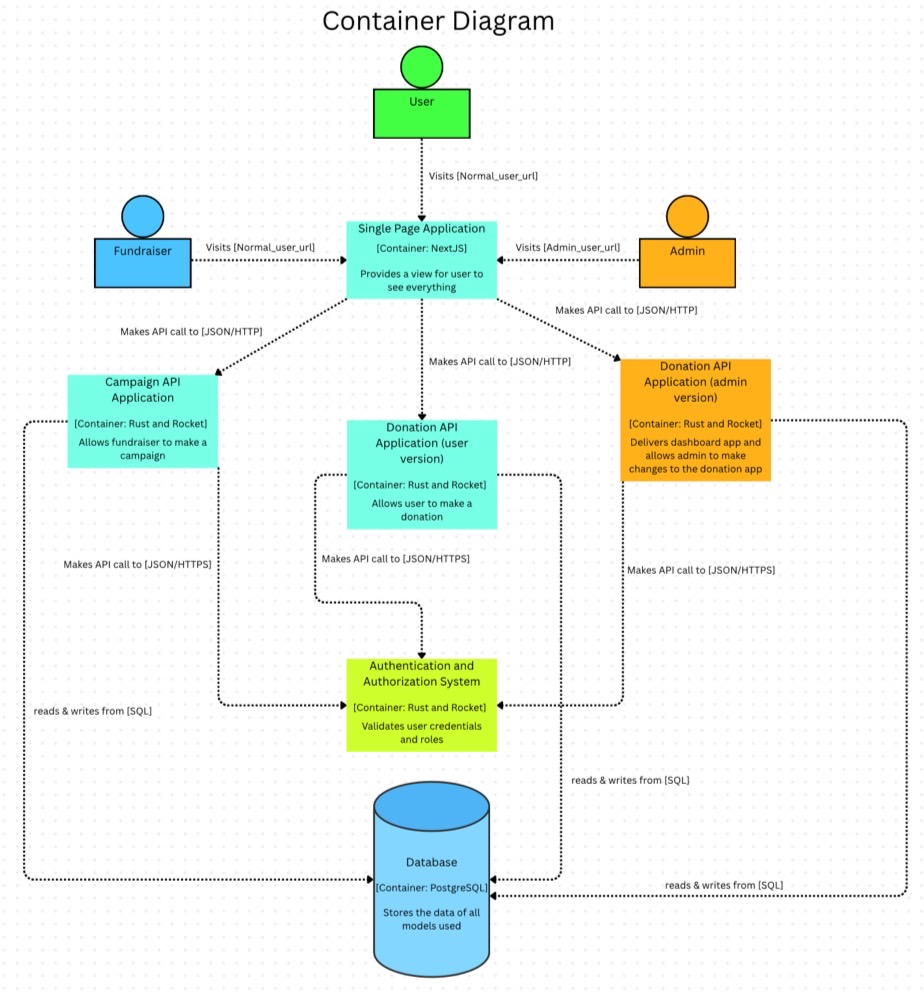 Container Diagram
User
Visits [Normal_user_url]
Fundraiser
Visits [Normal_user_url]
Single Page Application
[Container: NextJS]
Provides a view for user to
see everything
Visits [Admin_user_url]
Admin
Makes API call to [JSON/HTTP]
Makes API call to [JSON/HTTP]
Makes API call to [JSON/HTTP]
Campaign API
Application
[Container: Rust and Rocket]
Allows fundraiser to make a
campaign
Donation API
Application (user
version)
[Container: Rust and Rocket]
Allows user to make a
donation
Donation API
Application (admin
version)
[Container: Rust and Rocket]
Delivers dashboard app and
allows admin to make
changes to the donation app
Makes API call to [JSON/HTTPS]
Makes API call to [JSON/HTTPS]
Makes API call to [JSON/HTTPS]
Authentication and
Authorization System
[Container: Rust and Rocket]
Validates user credentials
and roles
reads & writes from [SQL]
reads & writes from [SQL]
reads & writes from [SQL]
Database
[Container: PostgreSQL]
Stores the data of all
models used